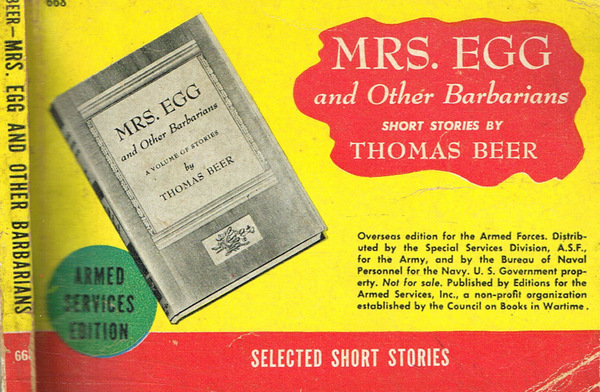 668
BEER—MRS. EGG AND OTHER BARBARIANS
668
MRS. EGG
and Other Barbarians
A VOLUME OF STORIES
by
THOMAS BEER
ARMED
SERVICES
EDITION
MRS. EGG
and Other Barbarians
SHORT STORIES BY
THOMAS BEER
Overseas edition for the Armed Forces. Distrib-
uted by the Special Services Division, A.S.F.,
for the Army, and by the Bureau of Naval
Personnel for the Navy. U. S. Government prop-
erty. Not for sale. Published by Editions for the
Armed Services, Inc., a non-profit organization
established by the Council on Books in Wartime.
SELECTED SHORT STORIES